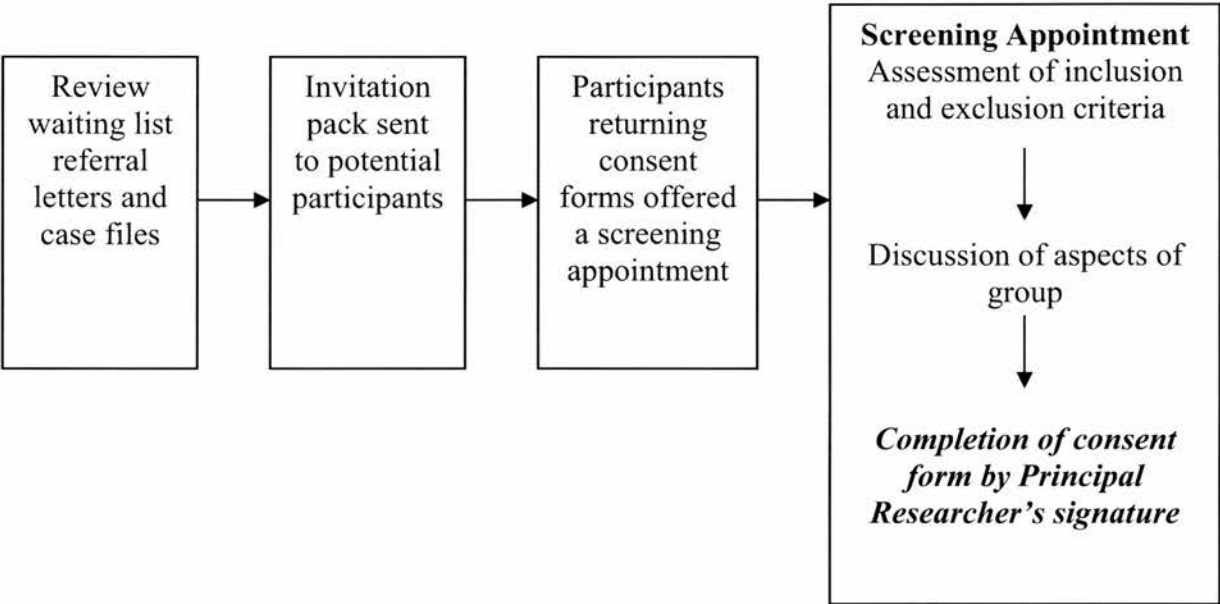 Review
waiting list
referral
letters and
case files
Invitation
pack sent
to potential
participants
Participants
returning
consent
forms offered
a screening
appointment
Screening Appointment
Assessment of inclusion
and exclusion criteria
Discussion of aspects of
group
Completion of consent
form by Principal
Researcher's signature